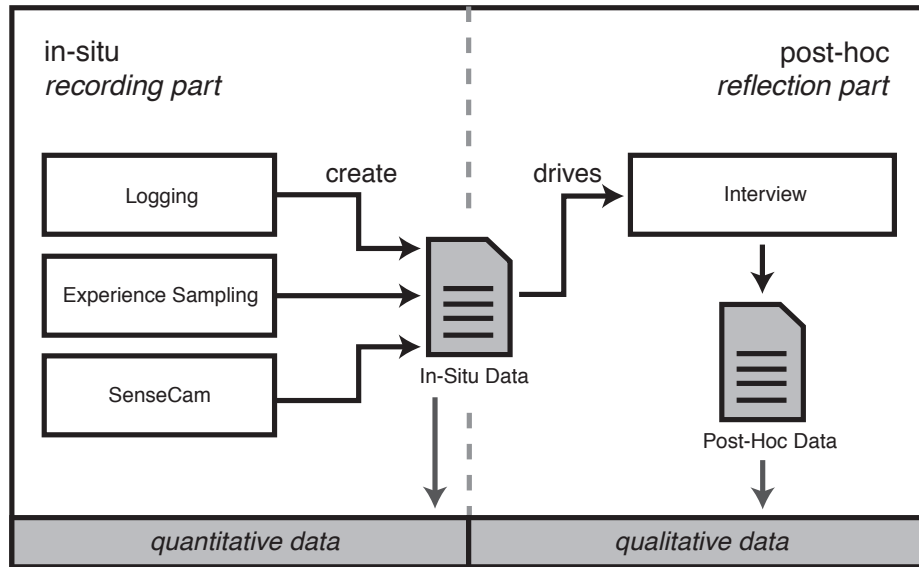 in-situ
recording part
post-hoc
reflection part
create
drives
Logging
Interview
Experience Sampling
SenseCam
In-Situ Data
Post-Hoc Data
quantitative data
qualitative data